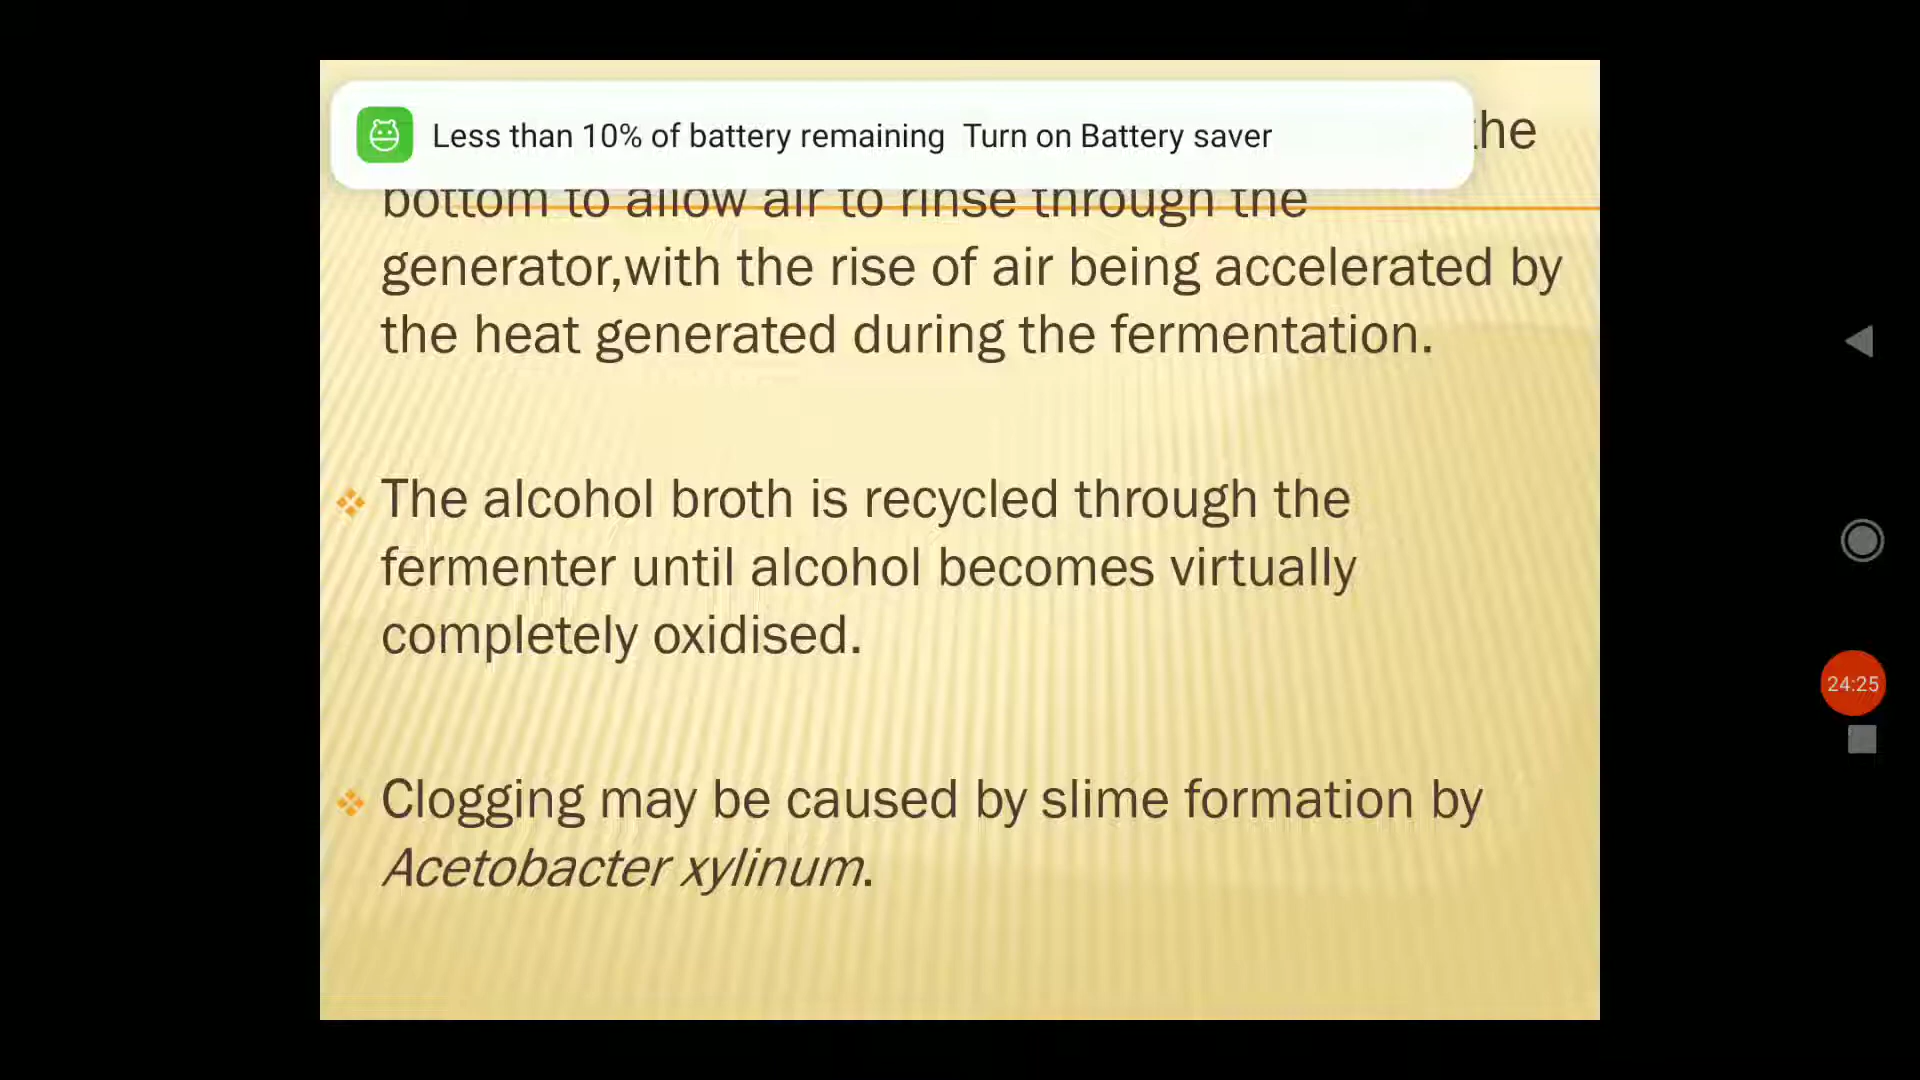 Less than 10% of battery remaining Turn on Battery saver
the
bottom to allow air to rinse through the
generator,with the rise of air being accelerated by
the heat generated during the fermentation.
The alcohol broth is recycled through the
fermenter until alcohol becomes virtually
completely oxidised.
24:25
Clogging may be caused by slime formation by
Acetobacter xylinum.